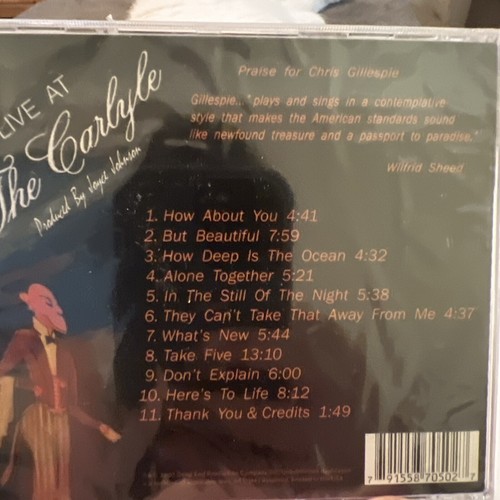 LIVE AT
The Carlyle
Produced By Joyce Johnson
Praise for Chris Gillespie
Gillespie..."plays and sings in a contemplative
style that makes the American standards sound
like newfound treasure and a passport to paradise."
Wilfrid Sheed
1. How About You 4:41
2. But Beautiful 7:59
3. How Deep Is The Ocean 4:32
4. Alone Together 5:21
5. In The Still Of The Night 5:38
6. They Can't Take That Away From Me 4:37
7. What's New 5:44
8. Take Five 13:10
9. Don't Explain 6:00
10. Here's To Life 8:12
11. Thank You & Credits 1:49
7 91558 70502 7